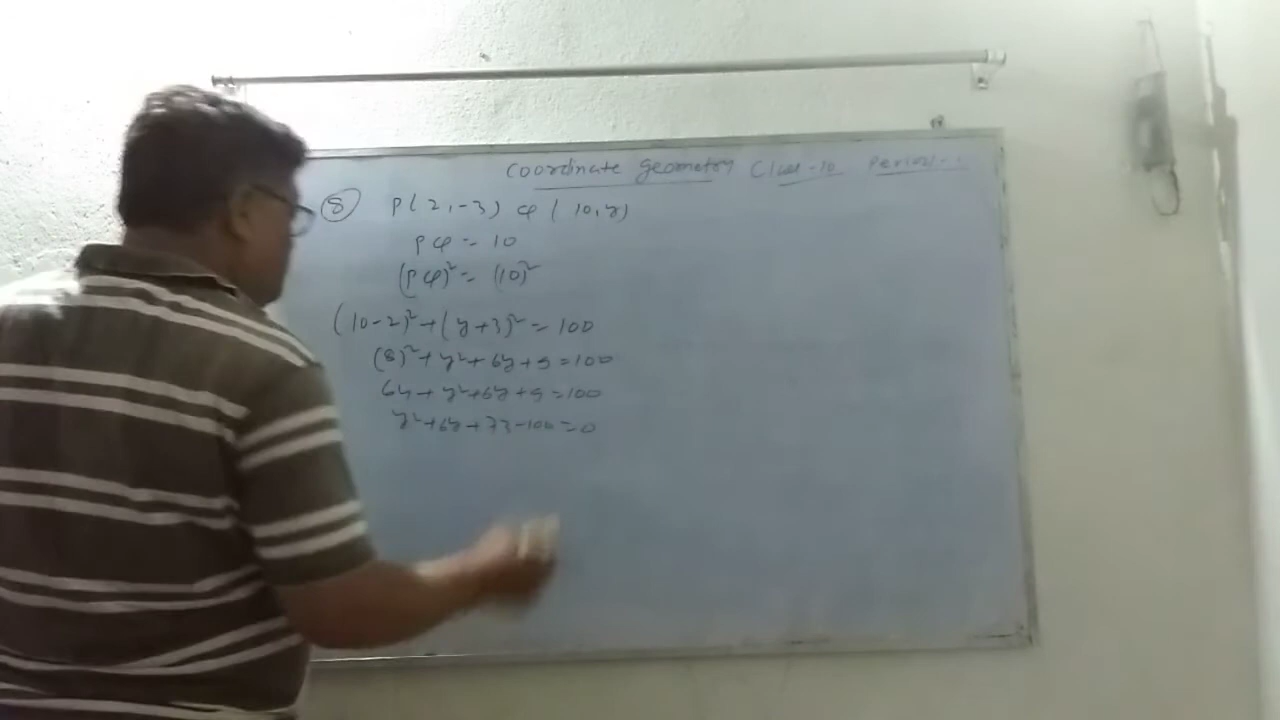 Coordinate Geometry Class-10 Period-
⑧ P(2,-3) Q(10,y)
PQ = 10
(PQ)² = (10)²
(10-2)²+(y+3)² = 100
(8)²+y²+6y+9=100
64+y²+6y+9=100
y²+6y+73-100=0